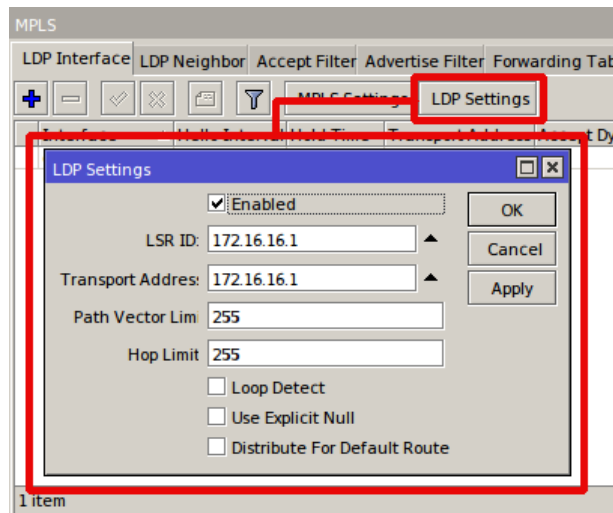 MPLS
LDP Interface LDP Neighbor Accept Filter Advertise Filter Forwarding Tab
MPLS Settings LDP Settings
Interface Hello Interval Hold Time Transport Address Accept Dy
LDP Settings
Enabled
OK
LSR ID: 172.16.16.1
Cancel
Transport Address: 172.16.16.1
Apply
Path Vector Limi 255
Hop Limit 255
Loop Detect
Use Explicit Null
Distribute For Default Route
1 item